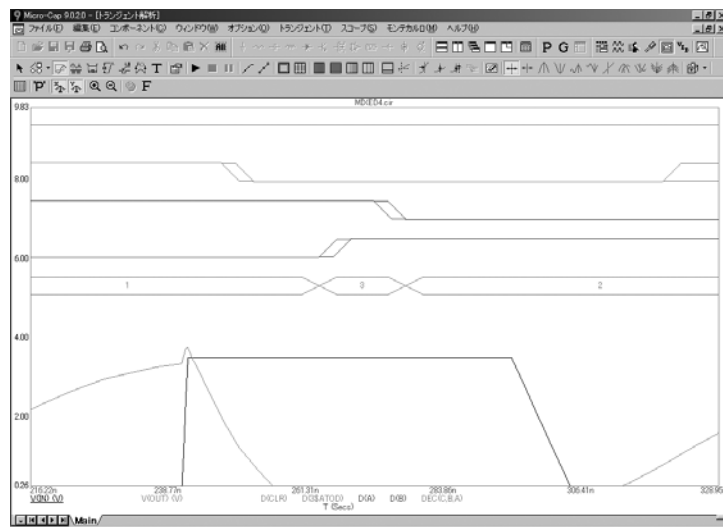 Micro-Cap 9.0.2.0 - [トランジェント解析]
ファイル(F) 編集(E) コンポーネント(C) ウィンドウ(W) オプション(O) トランジェント(T) スコープ(S) モンテカルロ(M) ヘルプ(H)
P G
T
P F
MIXED4.cir
9.83
8.00
6.00
1 3 2
4.00
2.00
0.26
216.22n 238.77n 261.31n 283.86n 306.41n 328.95
V(IN) (V) V(OUT) (V) D(CLR) D(A) D(B) DEC(C,B,A)
T (Secs)
Main